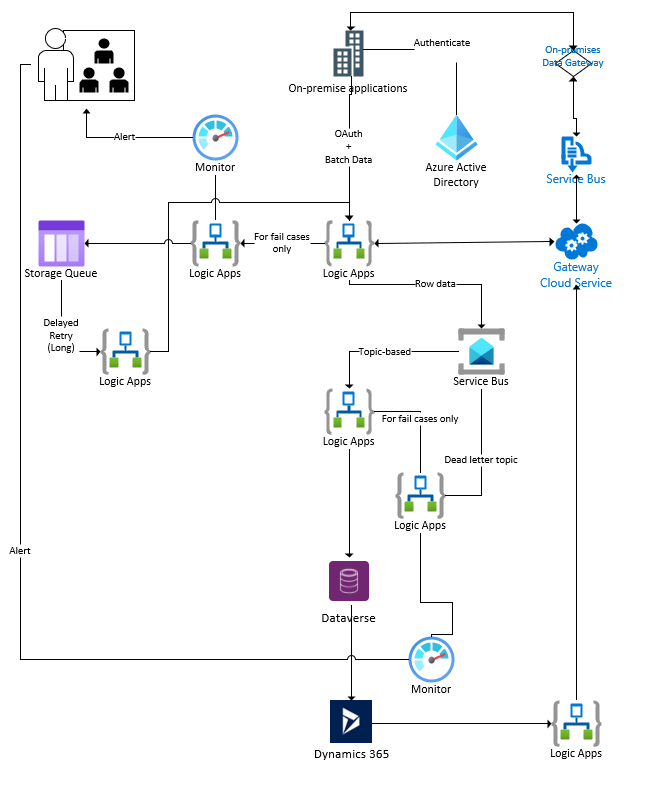 Authenticate
On-premises
Data Gateway
On-premise applications
OAuth
+
Batch Data
Alert
Monitor
Azure Active
Directory
Service Bus
For fail cases
only
Storage Queue
Logic Apps
Logic Apps
Gateway
Cloud Service
Row data
Delayed
Retry
(Long)
Logic Apps
Topic-based
Service Bus
For fail cases only
Logic Apps
Dead letter topic
Logic Apps
Alert
Dataverse
Monitor
Dynamics 365
Logic Apps